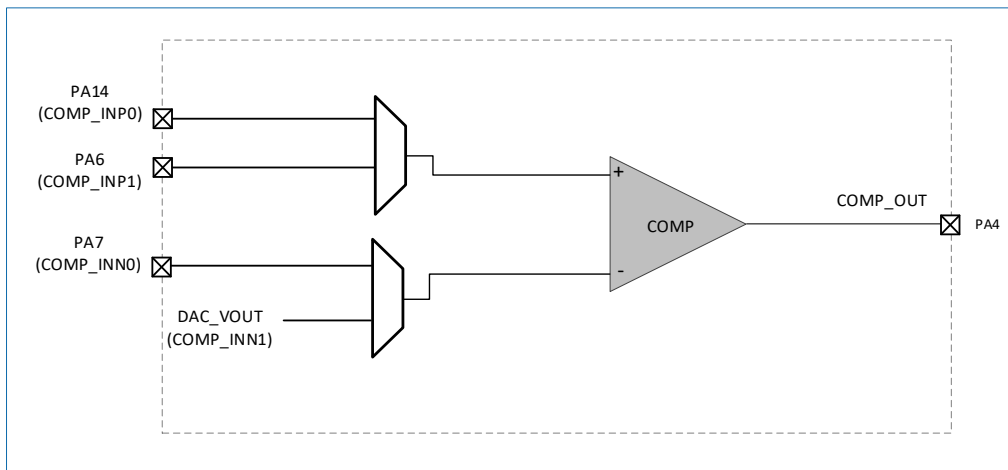 PA14
(COMP_INP0)
PA6
(COMP_INP1)
PA7
(COMP_INN0)
DAC_VOUT
(COMP_INN1)
+
-
COMP
COMP_OUT
PA4